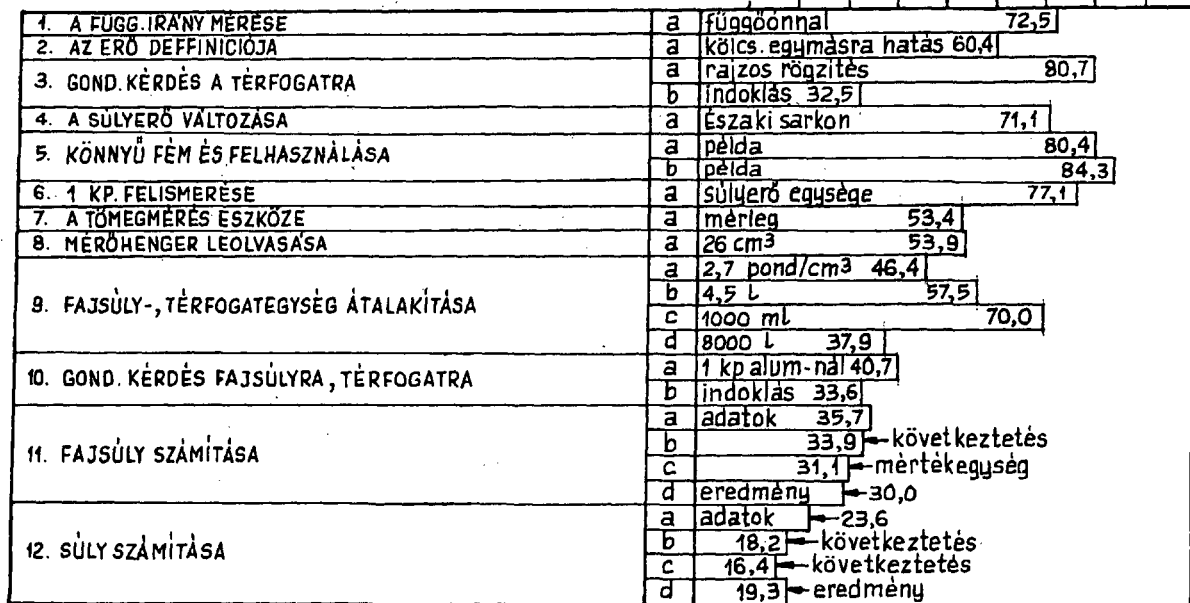 1. A FÜGG. IRÁNY MÉRÉSE a függőónnal 72,5
2. AZ ERŐ DEFFINICIÓJA a kölcs. egymásra hatás 60,4
3. GOND. KÉRDÉS A TÉRFOGATRA a rajzos rögzítés 80,7
b indoklás 32,5
4. A SÚLYERŐ VÁLTOZÁSA a Északi sarkon 71,1
5. KÖNNYŰ FÉM ÉS FELHASZNÁLÁSA a példa 80,4
b példa 84,3
6. 1 KP. FELISMERÉSE a súlyerő egysége 77,1
7. A TÖMEGMÉRÉS ESZKÖZE a mérleg 53,4
8. MÉRŐHENGER LEOLVASÁSA a 26 cm3 53,9
9. FAJSÚLY-, TÉRFOGATEGYSÉG ÁTALAKÍTÁSA a 2,7 pond/cm3 46,4
b 4,5 l 57,5
c 1000 ml 70,0
d 8000 l 37,9
10. GOND. KÉRDÉS FAJSÚLYRA, TÉRFOGATRA a 1 kp alum-nál 40,7
b indoklás 33,6
11. FAJSÚLY SZÁMÍTÁSA a adatok 35,7
b 33,9 következtetés
c 31,1 mértékegység
d eredmény 30,0
12. SÚLY SZÁMÍTÁSA a adatok 23,6
b 18,2 következtetés
c 16,4 következtetés
d 19,3 eredmény